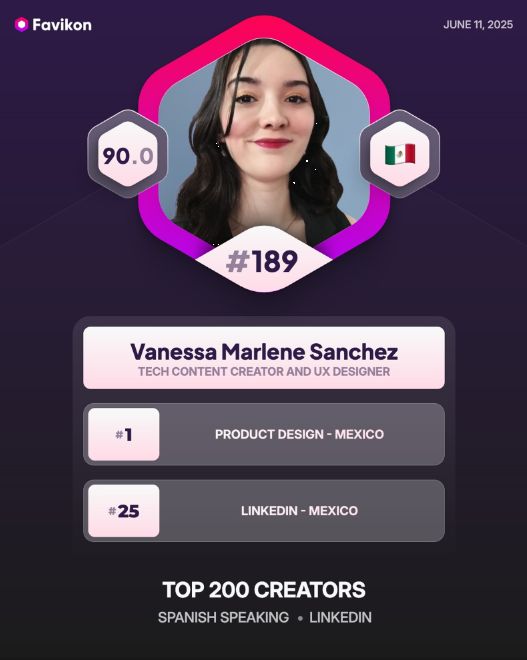 Favikon
JUNE 11, 2025
90.0
#189
Vanessa Marlene Sanchez
TECH CONTENT CREATOR AND UX DESIGNER
#1
PRODUCT DESIGN - MEXICO
#25
LINKEDIN - MEXICO
TOP 200 CREATORS
SPANISH SPEAKING • LINKEDIN